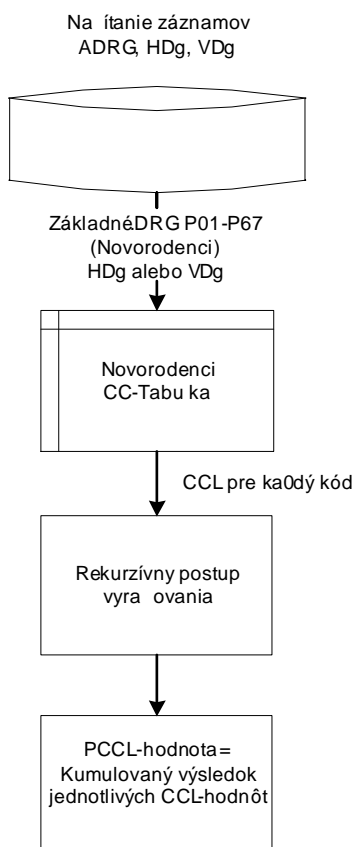 Na ítanie záznamov
ADRG, HDg, VDg
Základné DRG P01-P67
(Novorodenci)
HDg alebo VDg
Novorodenci
CC-Tabu ka
CCL pre ka0dý kód
Rekurzívny postup
vyra ovania
PCCL-hodnota=
Kumulovaný výsledok
jednotlivých CCL-hodnôt